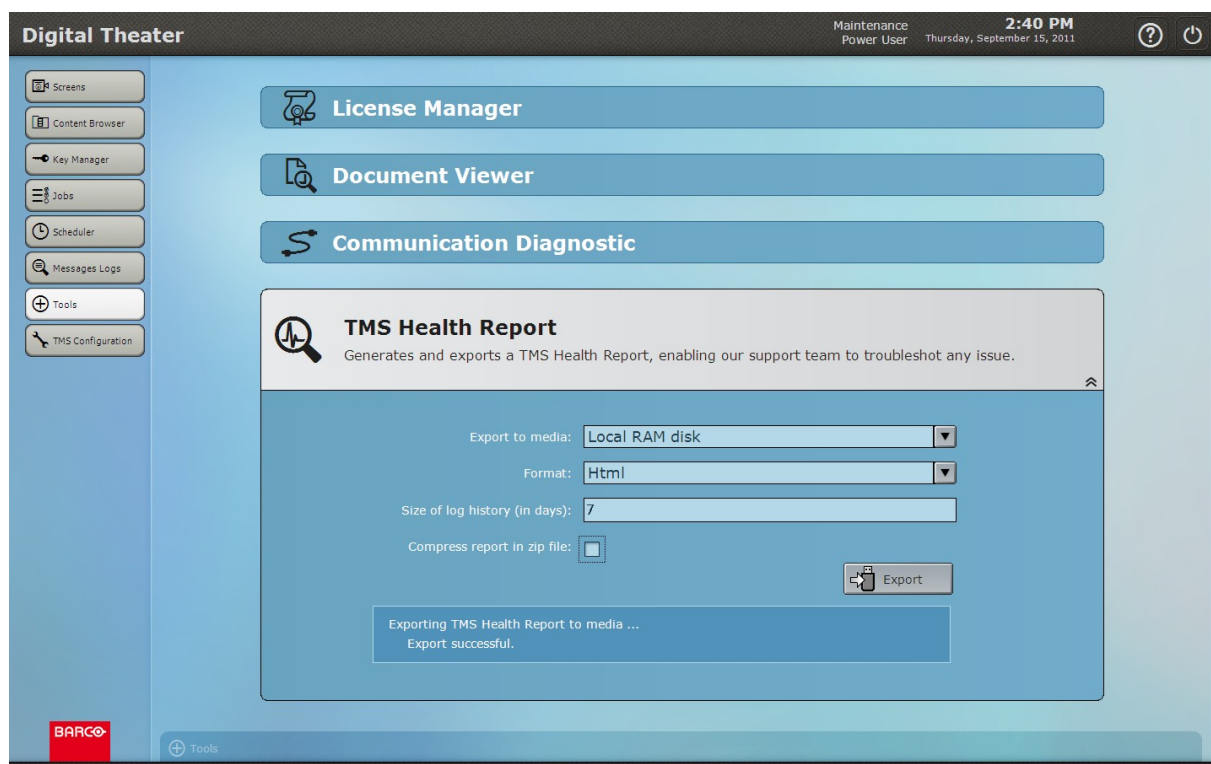 Digital Theater
Maintenance
Power User
2:40 PM
Thursday, September 15, 2011
Screens
Content Browser
Key Manager
Jobs
Scheduler
Messages Logs
Tools
TMS Configuration
License Manager
Document Viewer
Communication Diagnostic
TMS Health Report
Generates and exports a TMS Health Report, enabling our support team to troubleshot any issue.
Export to media: Local RAM disk
Format: Html
Size of log history (in days): 7
Compress report in zip file:
Export
Exporting TMS Health Report to media ...
Export successful.
BARCO
Tools